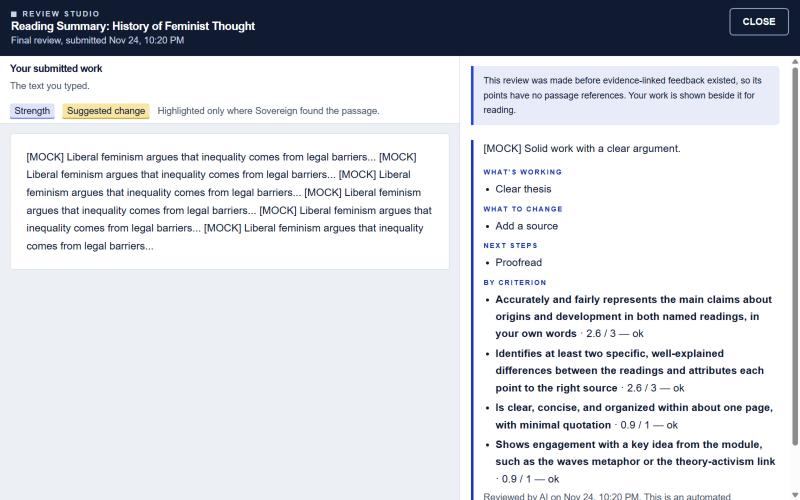 REVIEW STUDIO
Reading Summary: History of Feminist Thought
Final review, submitted Nov 24, 10:20 PM
CLOSE
Your submitted work
The text you typed.
Strength
Suggested change
Highlighted only where Sovereign found the passage.
[MOCK] Liberal feminism argues that inequality comes from legal barriers... [MOCK]
Liberal feminism argues that inequality comes from legal barriers... [MOCK] Liberal
feminism argues that inequality comes from legal barriers... [MOCK] Liberal feminism
argues that inequality comes from legal barriers... [MOCK] Liberal feminism argues that
inequality comes from legal barriers... [MOCK] Liberal feminism argues that inequality
comes from legal barriers...
This review was made before evidence-linked feedback existed, so its
points have no passage references. Your work is shown beside it for
reading.
[MOCK] Solid work with a clear argument.
WHAT'S WORKING
• Clear thesis
WHAT TO CHANGE
• Add a source
NEXT STEPS
• Proofread
BY CRITERION
• Accurately and fairly represents the main claims about
origins and development in both named readings, in
your own words · 2.6 / 3 — ok
• Identifies at least two specific, well-explained
differences between the readings and attributes each
point to the right source · 2.6 / 3 — ok
• Is clear, concise, and organized within about one page,
with minimal quotation · 0.9 / 1 — ok
• Shows engagement with a key idea from the module,
such as the waves metaphor or the theory-activism link
· 0.9 / 1 — ok
Reviewed by AI on Nov 24, 10:20 PM. This is an automated